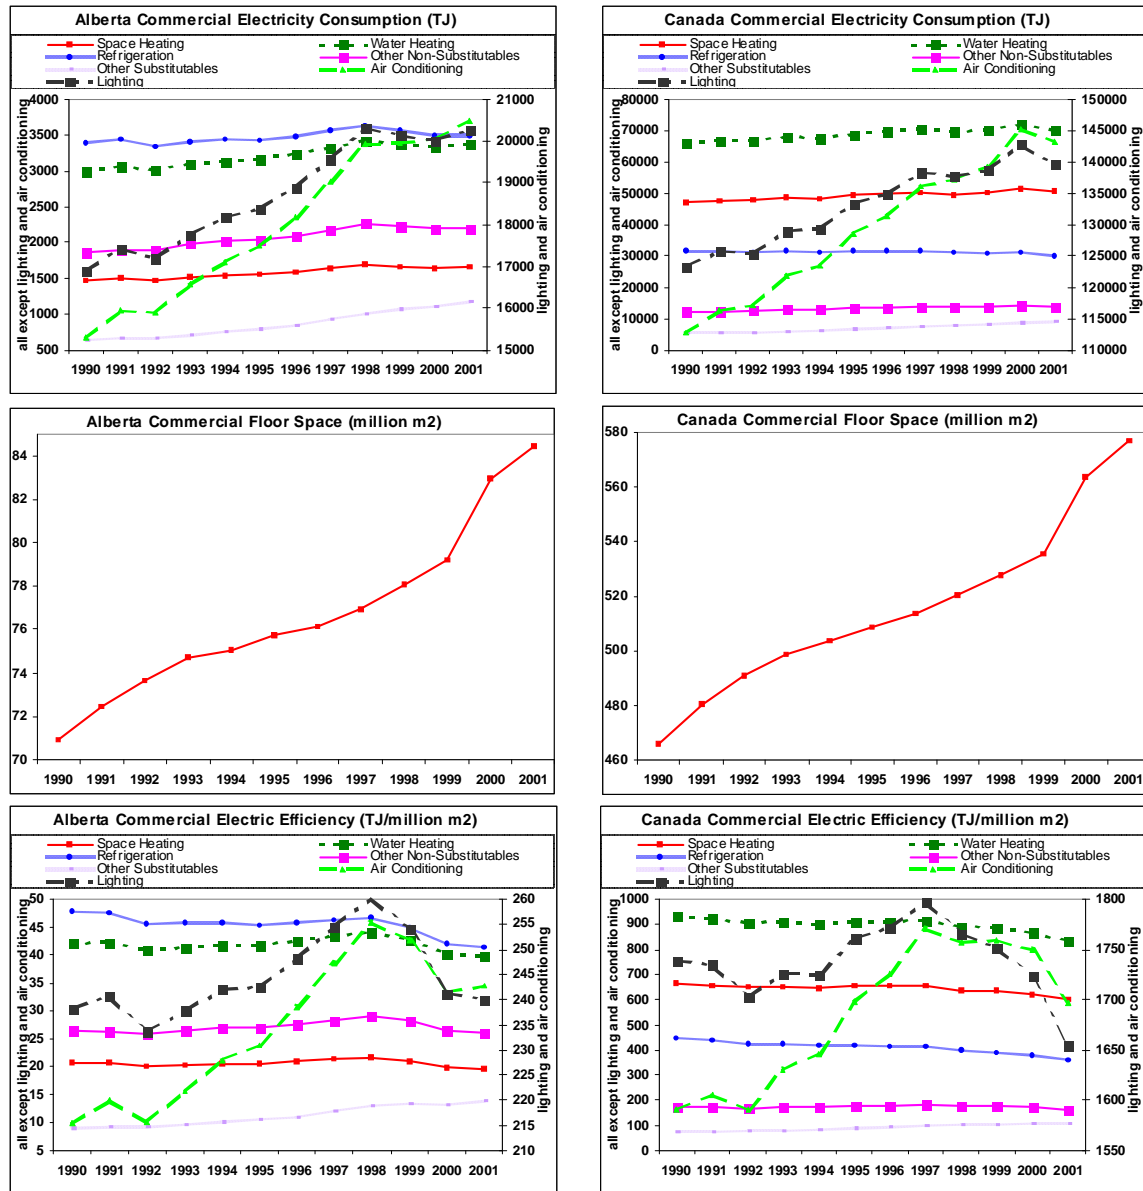 Alberta Commercial Electricity Consumption (TJ)
Space Heating
Water Heating
Refrigeration
Other Non-Substitutables
Other Substitutables
Air Conditioning
Lighting
all except lighting and air conditioning
4000
3500
3000
2500
2000
1500
1000
500
21000
20000
19000
18000
17000
16000
15000
lighting and air conditioning
1990 1991 1992 1993 1994 1995 1996 1997 1998 1999 2000 2001
Canada Commercial Electricity Consumption (TJ)
Space Heating
Water Heating
Refrigeration
Other Non-Substitutables
Other Substitutables
Air Conditioning
Lighting
all except lighting and air conditioning
80000
70000
60000
50000
40000
30000
20000
10000
0
150000
145000
140000
135000
130000
125000
120000
115000
110000
lighting and air conditioning
1990 1991 1992 1993 1994 1995 1996 1997 1998 1999 2000 2001
Alberta Commercial Floor Space (million m2)
84
82
80
78
76
74
72
70
1990 1991 1992 1993 1994 1995 1996 1997 1998 1999 2000 2001
Canada Commercial Floor Space (million m2)
580
560
540
520
500
480
460
1990 1991 1992 1993 1994 1995 1996 1997 1998 1999 2000 2001
Alberta Commercial Electric Efficiency (TJ/million m2)
Space Heating
Water Heating
Refrigeration
Other Non-Substitutables
Other Substitutables
Air Conditioning
Lighting
all except lighting and air conditioning
50
45
40
35
30
25
20
15
10
5
260
255
250
245
240
235
230
225
220
215
210
lighting and air conditioning
1990 1991 1992 1993 1994 1995 1996 1997 1998 1999 2000 2001
Canada Commercial Electric Efficiency (TJ/million m2)
Space Heating
Water Heating
Refrigeration
Other Non-Substitutables
Other Substitutables
Air Conditioning
Lighting
all except lighting and air conditioning
1000
900
800
700
600
500
400
300
200
100
0
1800
1750
1700
1650
1600
1550
lighting and air conditioning
1990 1991 1992 1993 1994 1995 1996 1997 1998 1999 2000 2001